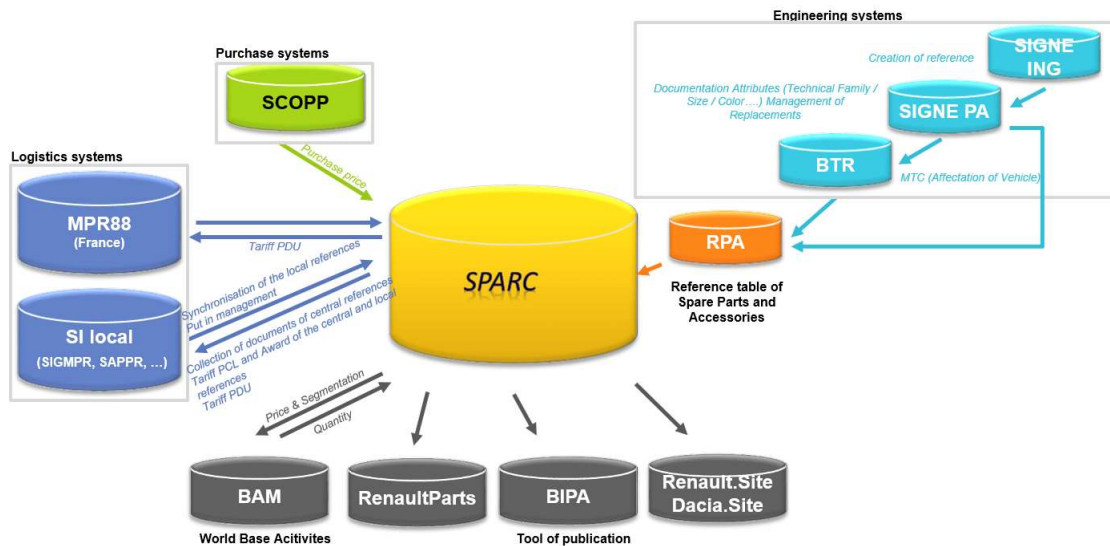 Engineering systems
SIGNE
ING
Creation of reference
Documentation Attributes (Technical Family /
Size / Color....) Management of
Replacements
SIGNE PA
BTR
MTC (Affectation of Vehicle)
Purchase systems
SCOPP
Purchase price
Logistics systems
MPR88
(France)
Tariff PDU
SI local
(SIGMPR, SAPPR, ...)
Synchronisation of the local references
Put in management
Collection of documents of central references
Tariff PCL and Award of the central and local
references
Tariff PDU
SPARC
RPA
Reference table of
Spare Parts and
Accessories
Price & Segmentation
Quantity
BAM
World Base Acitivites
RenaultParts
BIPA
Tool of publication
Renault.Site
Dacia.Site